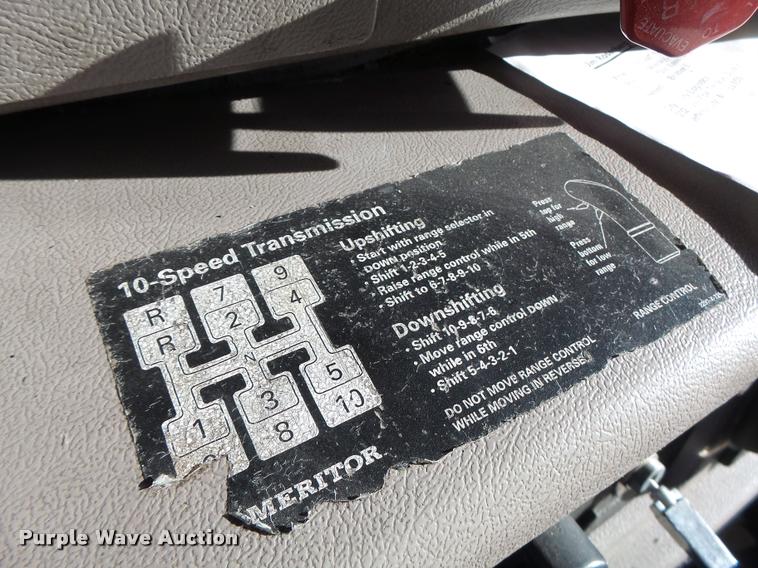 EVACUATE
TO
10-Speed Transmission
R 7 9
R 2 4
N
1 3 5
8 10
MERITOR
Upshifting
• Start with range selector in
DOWN position
• Shift 1-2-3-4-5
• Raise range control while in 5th
• Shift to 6-7-8-9-10
Downshifting
• Shift 10-9-8-7-6
• Move range control DOWN
while in 6th
• Shift 5-4-3-2-1
DO NOT MOVE RANGE CONTROL
WHILE MOVING IN REVERSE.
Press
top for
high
range
Press
bottom
for low
range
RANGE CONTROL
Purple Wave Auction